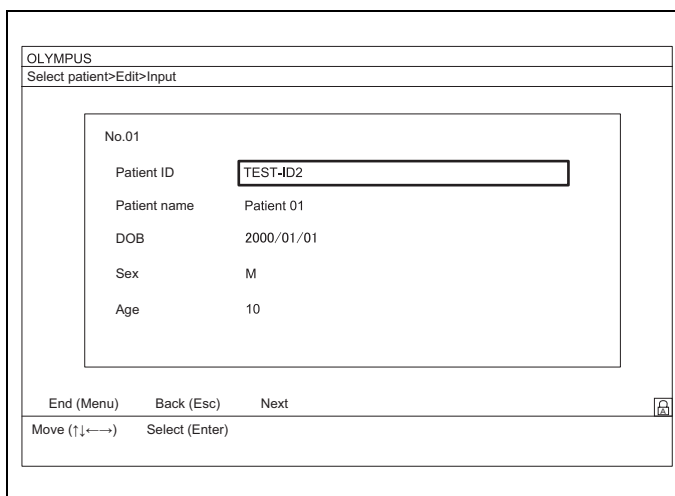 OLYMPUS
Select patient>Edit>Input
No.01
Patient ID TEST-ID2
Patient name Patient 01
DOB 2000/01/01
Sex M
Age 10
End (Menu) Back (Esc) Next
A
Move (↑↓←→) Select (Enter)